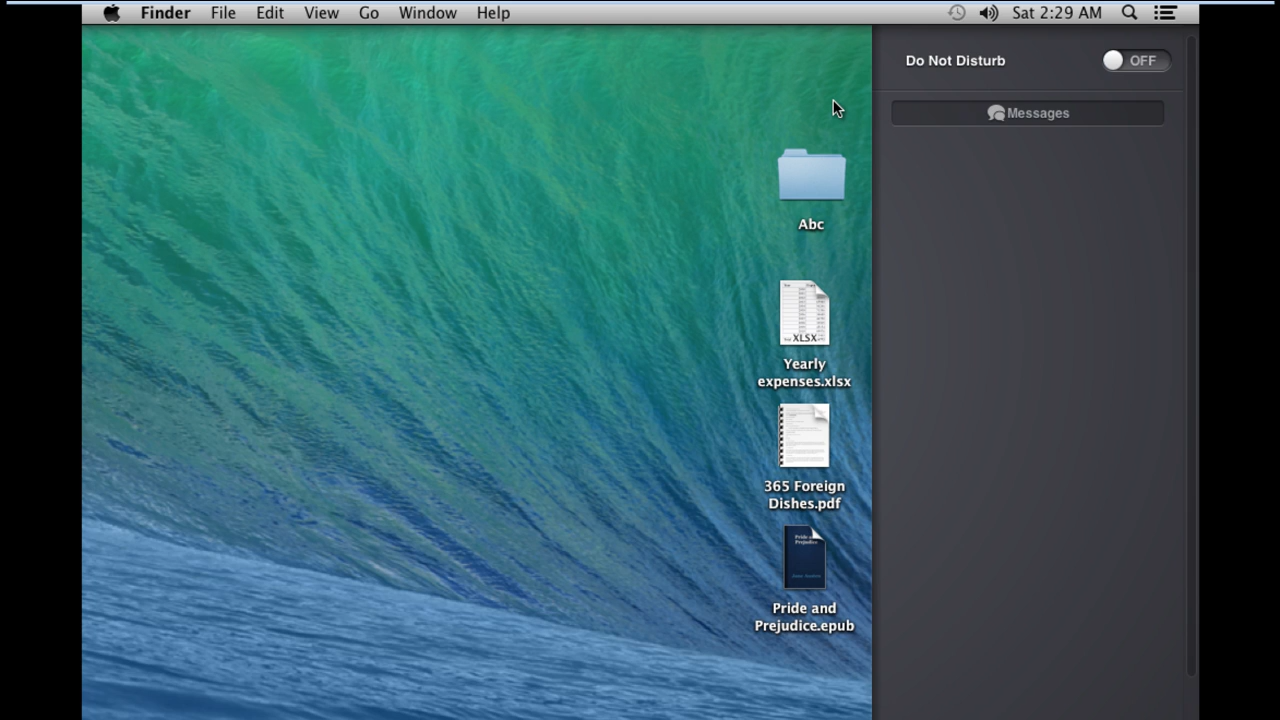 Finder File Edit View Go Window Help Sat 2:29 AM
Do Not Disturb OFF
Messages
Abc
XLSX
Yearly
expenses.xlsx
365 Foreign
Dishes.pdf
Pride and
Prejudice.epub